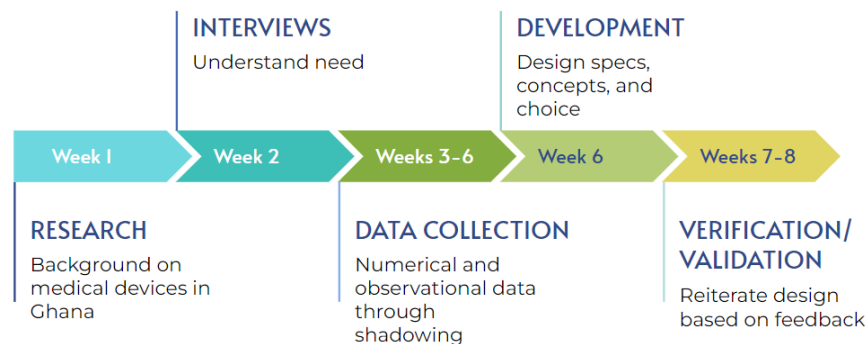 INTERVIEWS
Understand need
DEVELOPMENT
Design specs,
concepts, and
choice
Week 1
Week 2
Weeks 3-6
Week 6
Weeks 7-8
RESEARCH
Background on
medical devices in
Ghana
DATA COLLECTION
Numerical and
observational data
through
shadowing
VERIFICATION/
VALIDATION
Reiterate design
based on feedback